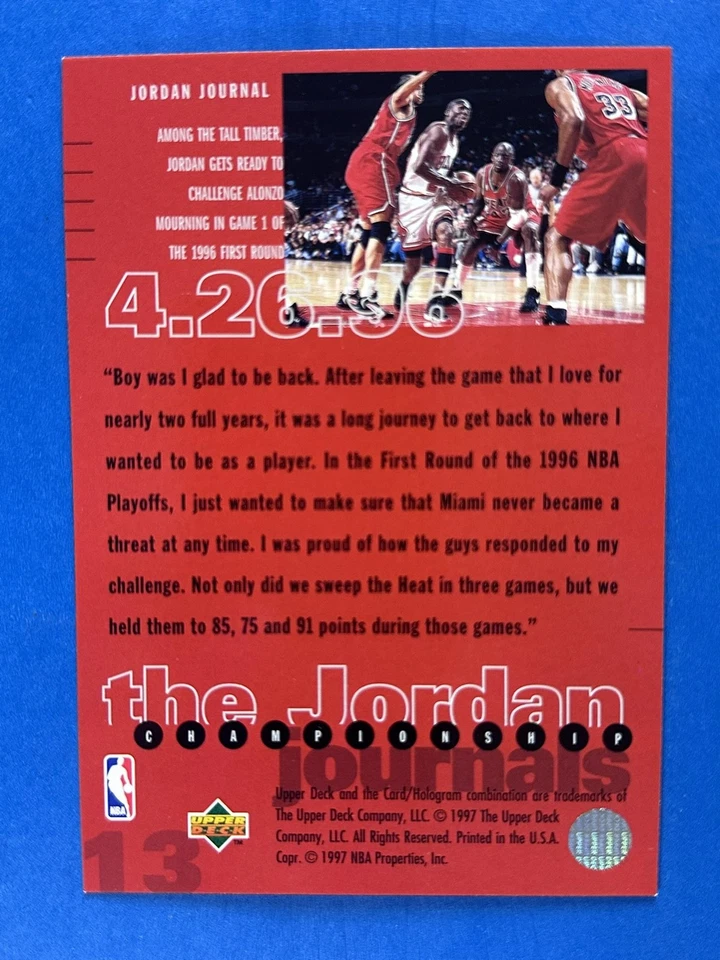 JORDAN JOURNAL
AMONG THE TALL TIMBER,
JORDAN GETS READY TO
CHALLENGE ALONZO
MOURNING IN GAME 1 OF
THE 1996 FIRST ROUND
33
4.26.96
“Boy was I glad to be back. After leaving the game that I love for
nearly two full years, it was a long journey to get back to where I
wanted to be as a player. In the First Round of the 1996 NBA
Playoffs, I just wanted to make sure that Miami never became a
threat at any time. I was proud of how the guys responded to my
challenge. Not only did we sweep the Heat in three games, but we
held them to 85, 75 and 91 points during those games.”
the Jordan
CHAMPIONSHIP
journals
Upper Deck and the Card/Hologram combination are trademarks of
The Upper Deck Company, LLC. © 1997 The Upper Deck
Company, LLC. All Rights Reserved. Printed in the U.S.A.
Copr. © 1997 NBA Properties, Inc.
NBA
UPPER
DECK
TM
13